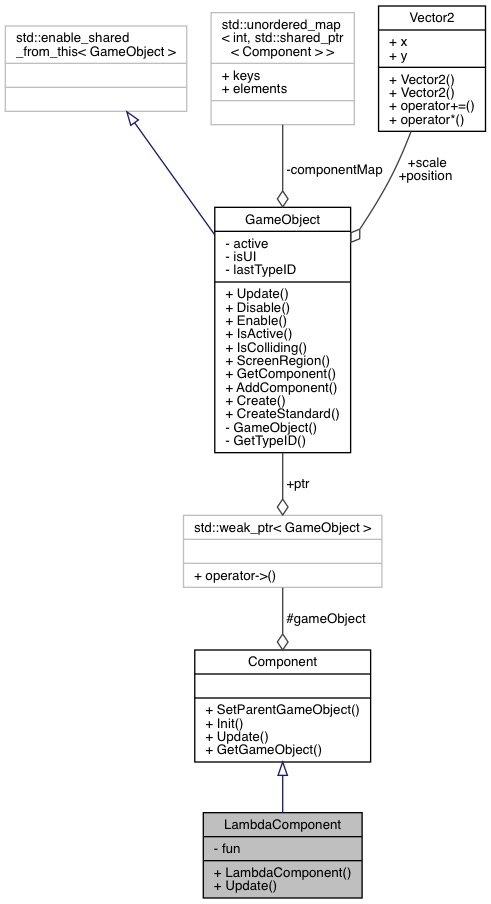 std::enable_shared
_from_this< GameObject >
std::unordered_map
< int, std::shared_ptr
< Component > >
+ keys
+ elements
Vector2
+ x
+ y
+ Vector2()
+ Vector2()
+ operator+=()
+ operator*()
-componentMap
+scale
+position
GameObject
- active
- isUI
- lastTypeID
+ Update()
+ Disable()
+ Enable()
+ IsActive()
+ IsColliding()
+ ScreenRegion()
+ GetComponent()
+ AddComponent()
+ Create()
+ CreateStandard()
- GameObject()
- GetTypeID()
+ptr
std::weak_ptr< GameObject >
+ operator->()
#gameObject
Component
+ SetParentGameObject()
+ Init()
+ Update()
+ GetGameObject()
LambdaComponent
- fun
+ LambdaComponent()
+ Update()